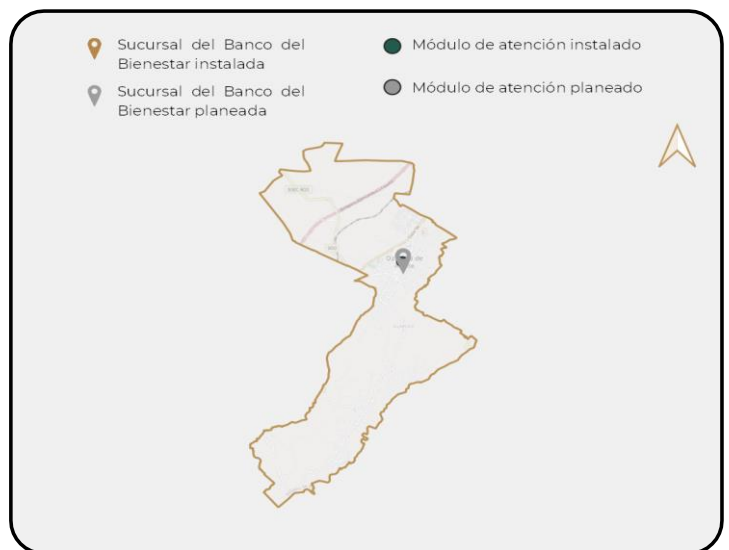 Sucursal del Banco del
Bienestar instalada
Sucursal del Banco del
Bienestar planeada
Módulo de atención instalado
Módulo de atención planeado